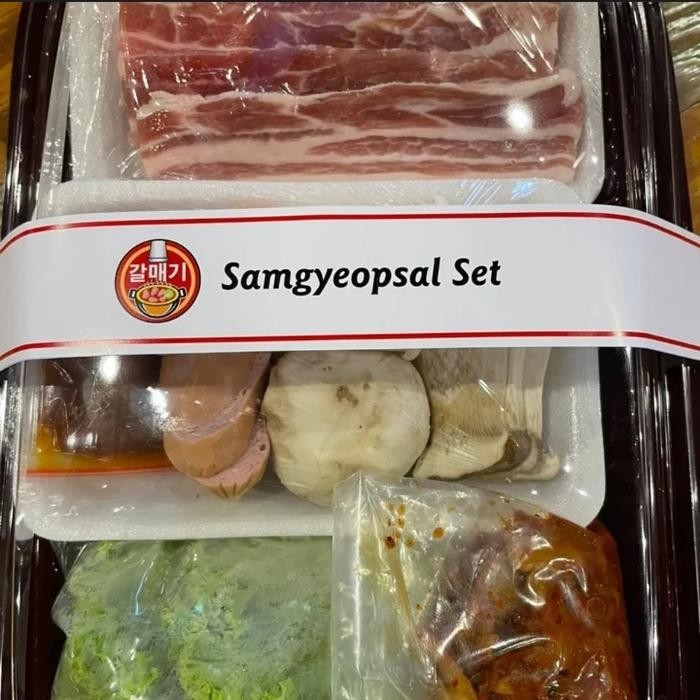 갈매기
Samgyeopsal Set